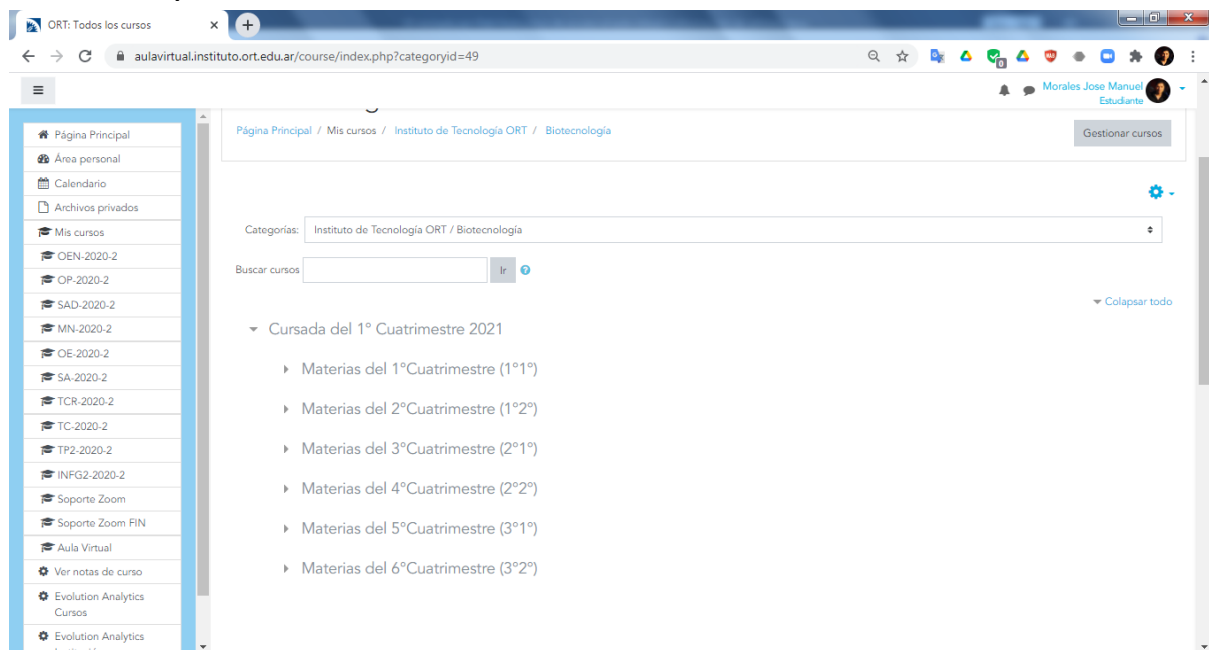 ORT: Todos los cursos
aulavirtual.instituto.ort.edu.ar/course/index.php?categoryid=49
0
Morales Jose Manuel
Estudiante
Página Principal / Mis cursos / Instituto de Tecnología ORT / Biotecnología
Gestionar cursos
Página Principal
Área personal
Calendario
Archivos privados
Mis cursos
OEN-2020-2
OP-2020-2
SAD-2020-2
MN-2020-2
OE-2020-2
SA-2020-2
TCR-2020-2
TC-2020-2
TP2-2020-2
INFG2-2020-2
Soporte Zoom
Soporte Zoom FIN
Aula Virtual
Ver notas de curso
Evolution Analytics
Cursos
Evolution Analytics
Categorías: Instituto de Tecnología ORT / Biotecnología
Buscar cursos Ir
Colapsar todo
Cursada del 1° Cuatrimestre 2021
Materias del 1°Cuatrimestre (1°1°)
Materias del 2°Cuatrimestre (1°2°)
Materias del 3°Cuatrimestre (2°1°)
Materias del 4°Cuatrimestre (2°2°)
Materias del 5°Cuatrimestre (3°1°)
Materias del 6°Cuatrimestre (3°2°)